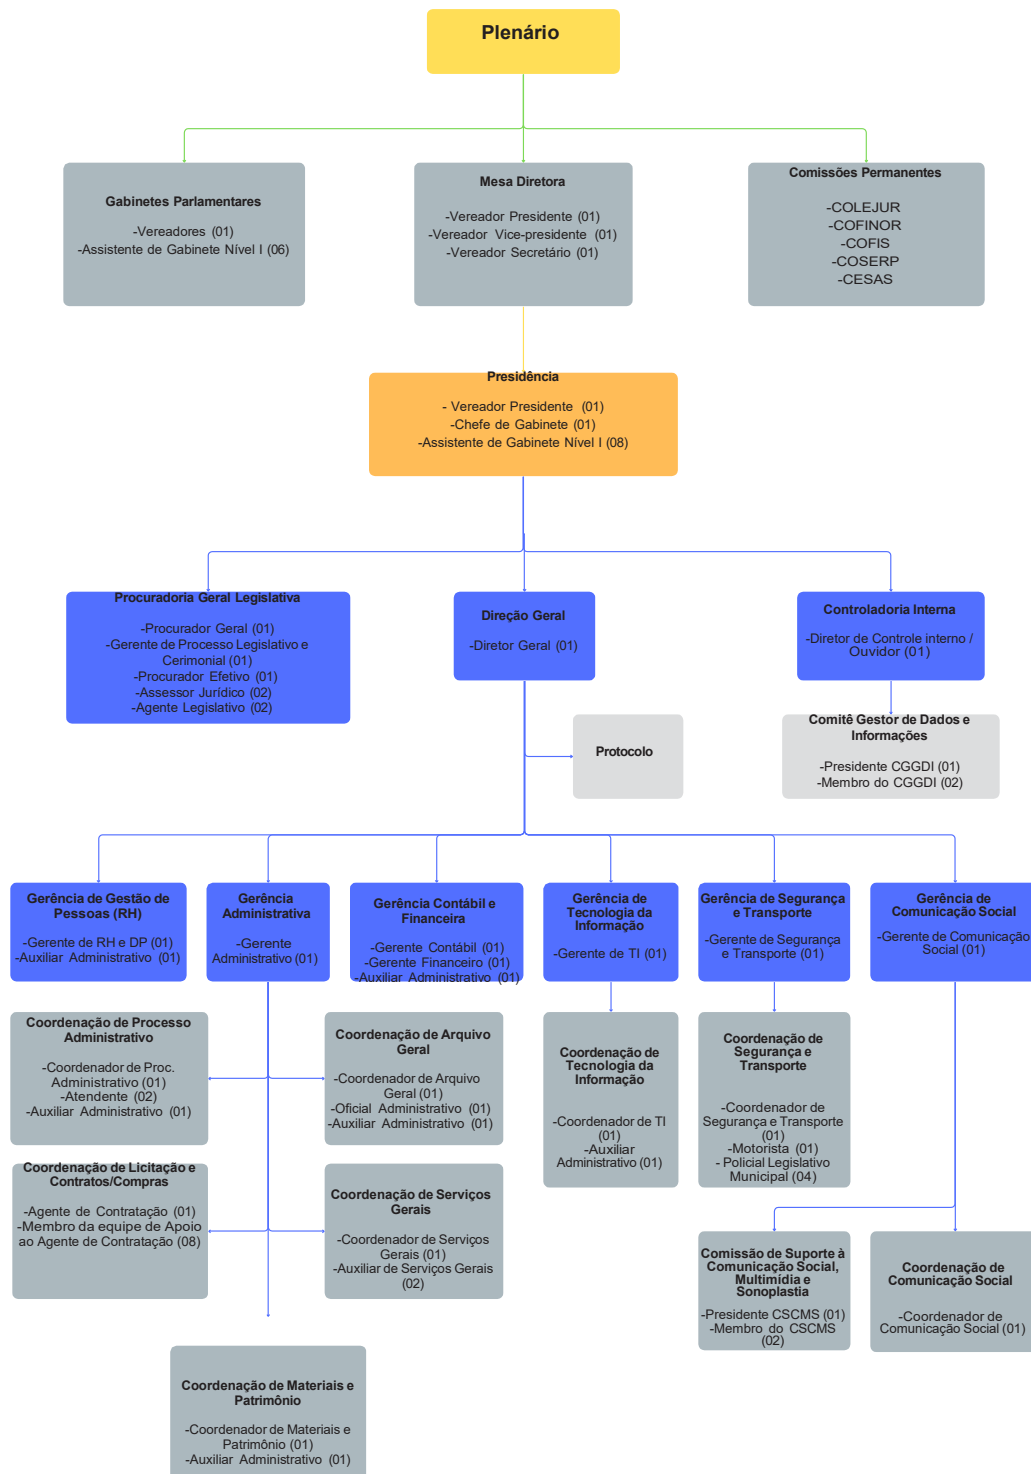 Plenário
Gabinetes Parlamentares
-Vereadores (01)
-Assistente de Gabinete Nível I (06)
Mesa Diretora
-Vereador Presidente (01)
-Vereador Vice-presidente (01)
-Vereador Secretário (01)
Comissões Permanentes
-COLEJUR
-COFINOR
-COFIS
-COSERP
-CESAS
Presidência
- Vereador Presidente (01)
-Chefe de Gabinete (01)
-Assistente de Gabinete Nível I (08)
Procuradoria Geral Legislativa
-Procurador Geral (01)
-Gerente de Processo Legislativo e
Cerimonial (01)
-Procurador Efetivo (01)
-Assessor Jurídico (02)
-Agente Legislativo (02)
Direção Geral
-Diretor Geral (01)
Controladoria Interna
-Diretor de Controle interno /
Ouvidor (01)
Comitê Gestor de Dados e
Informações
-Presidente CGGDI (01)
-Membro do CGGDI (02)
Protocolo
Gerência de Gestão de
Pessoas (RH)
-Gerente de RH e DP (01)
-Auxiliar Administrativo (01)
Gerência
Administrativa
-Gerente
Administrativo (01)
Gerência Contábil e
Financeira
-Gerente Contábil (01)
-Gerente Financeiro (01)
-Auxiliar Administrativo (01)
Gerência de
Tecnologia da
Informação
-Gerente de TI (01)
Gerência de Segurança
e Transporte
-Gerente de Segurança
e Transporte (01)
Gerência de
Comunicação Social
-Gerente de Comunicação
Social (01)
Coordenação de Processo
Administrativo
-Coordenador de Proc.
Administrativo (01)
-Atendente (02)
-Auxiliar Administrativo (01)
Coordenação de Arquivo
Geral
-Coordenador de Arquivo
Geral (01)
-Oficial Administrativo (01)
-Auxiliar Administrativo (01)
Coordenação de
Tecnologia da
Informação
-Coordenador de TI
(01)
-Auxiliar
Administrativo (01)
Coordenação de
Segurança e
Transporte
-Coordenador de
Segurança e Transporte
(01)
-Motorista (01)
- Policial Legislativo
Municipal (04)
Coordenação de Licitação e
Contratos/Compras
-Agente de Contratação (01)
-Membro da equipe de Apoio
ao Agente de Contratação (08)
Coordenação de Serviços
Gerais
-Coordenador de Serviços
Gerais (01)
-Auxiliar de Serviços Gerais
(02)
Comissão de Suporte à
Comunicação Social,
Multimídia e
Sonoplastia
-Presidente CSCMS (01)
-Membro do CSCMS
(02)
Coordenação de
Comunicação Social
-Coordenador de
Comunicação Social (01)
Coordenação de Materiais e
Patrimônio
-Coordenador de Materiais e
Patrimônio (01)
-Auxiliar Administrativo (01)